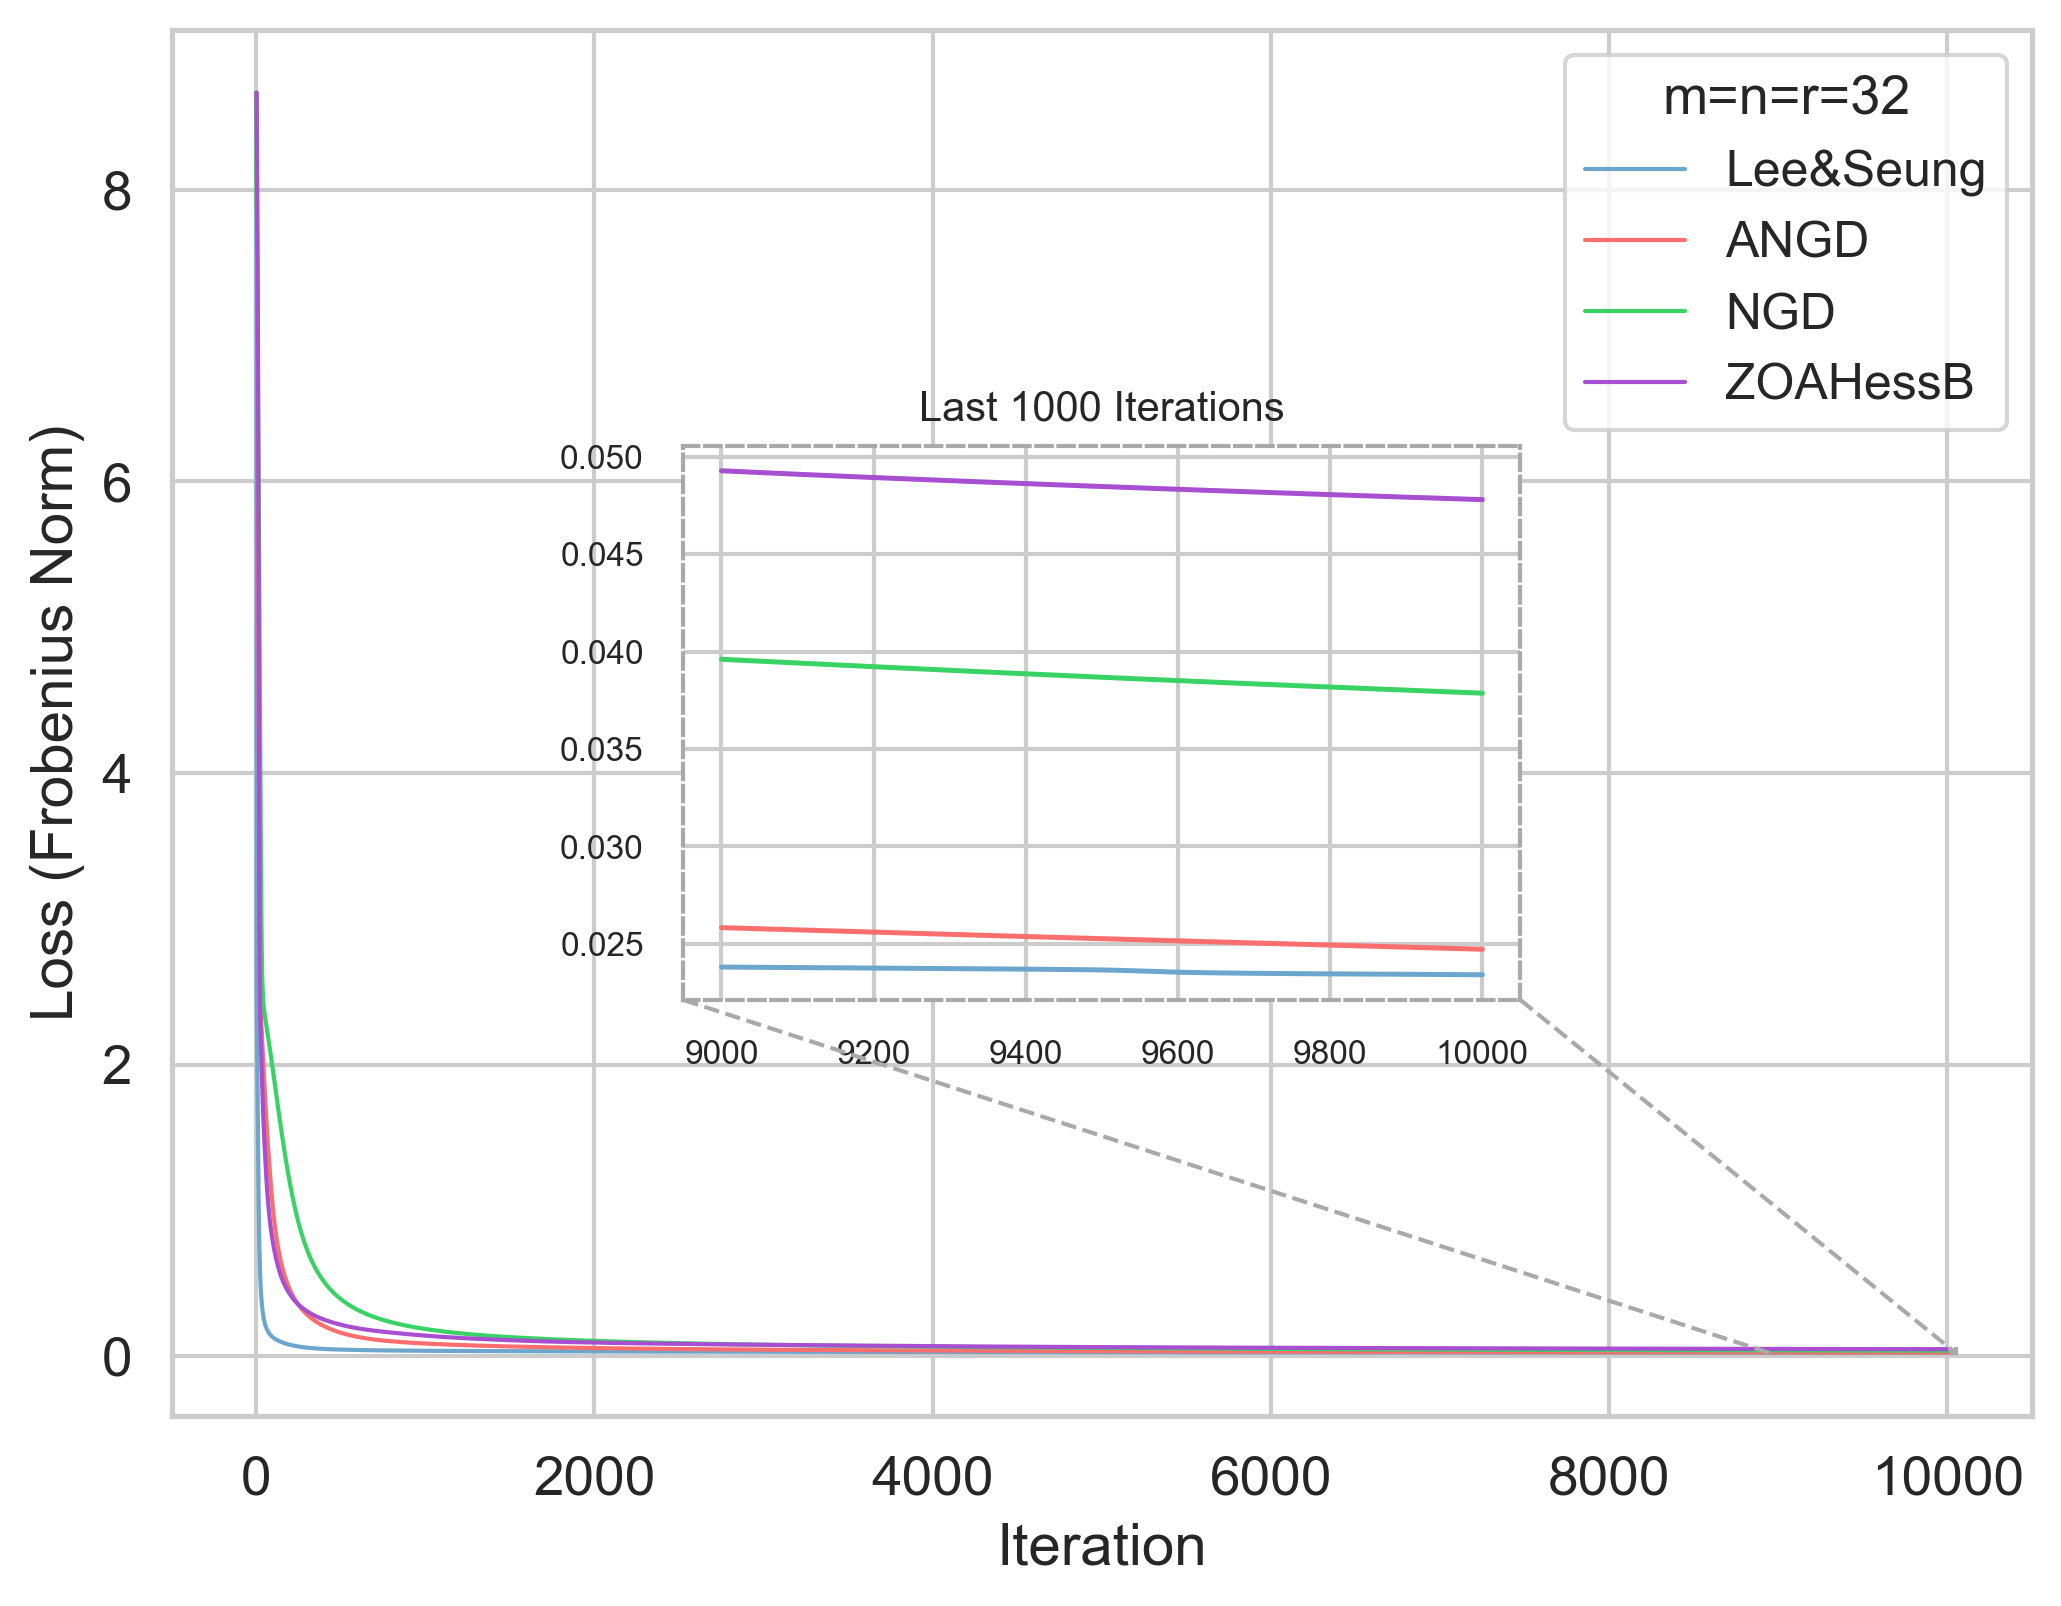 m=n=r=32
Lee&Seung
ANGD
NGD
ZOAHessB
Loss (Frobenius Norm)
8
6
4
2
0
Last 1000 Iterations
0.050
0.045
0.040
0.035
0.030
0.025
9000 9200 9400 9600 9800 10000
0 2000 4000 6000 8000 10000
Iteration